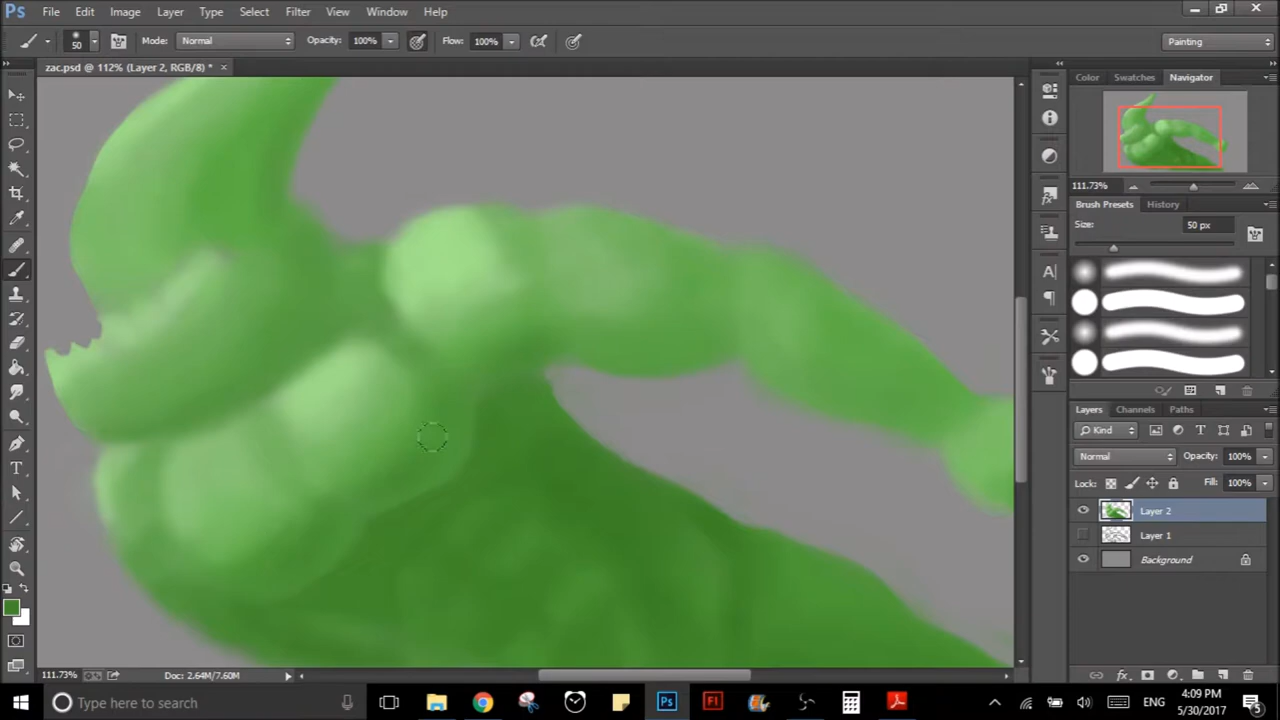 Ps File Edit Image Layer Type Select Filter View Window Help
50 Mode: Normal Opacity: 100% Flow: 100% Painting
zac.psd @ 112% (Layer 2, RGB/8) * ×
Color Swatches Navigator
111.73%
Brush Presets History
Size: 50 px
Layers Channels Paths
Kind
Normal Opacity: 100%
Lock: Fill: 100%
Layer 2
Layer 1
Background
111.73% Doc: 2.64M/7.60M
Type here to search
Ps Fl ENG 4:09 PM
5/30/2017 5